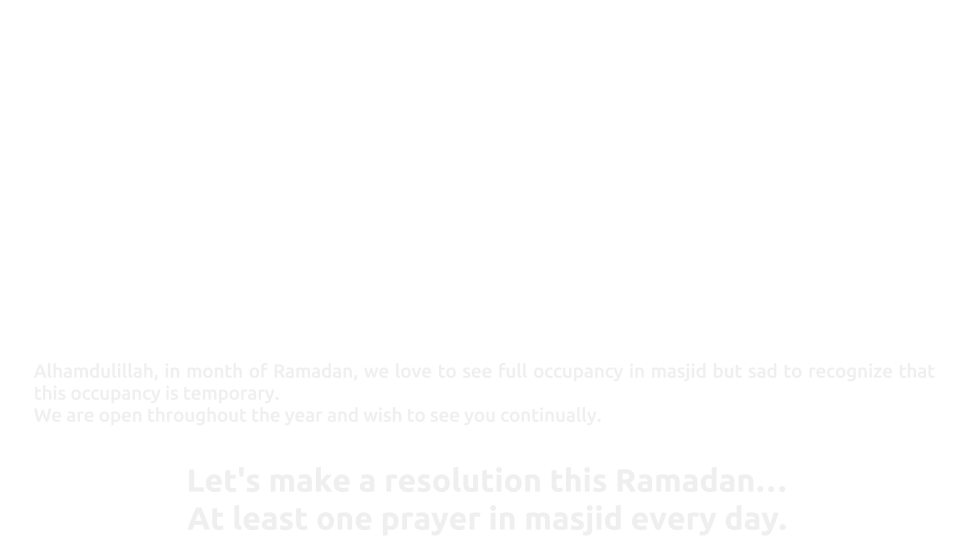 Alhamdulillah, in month of Ramadan, we love to see full occupancy in masjid but sad to recognize that
this occupancy is temporary.
We are open throughout the year and wish to see you continually.
Let's make a resolution this Ramadan...
At least one prayer in masjid every day.